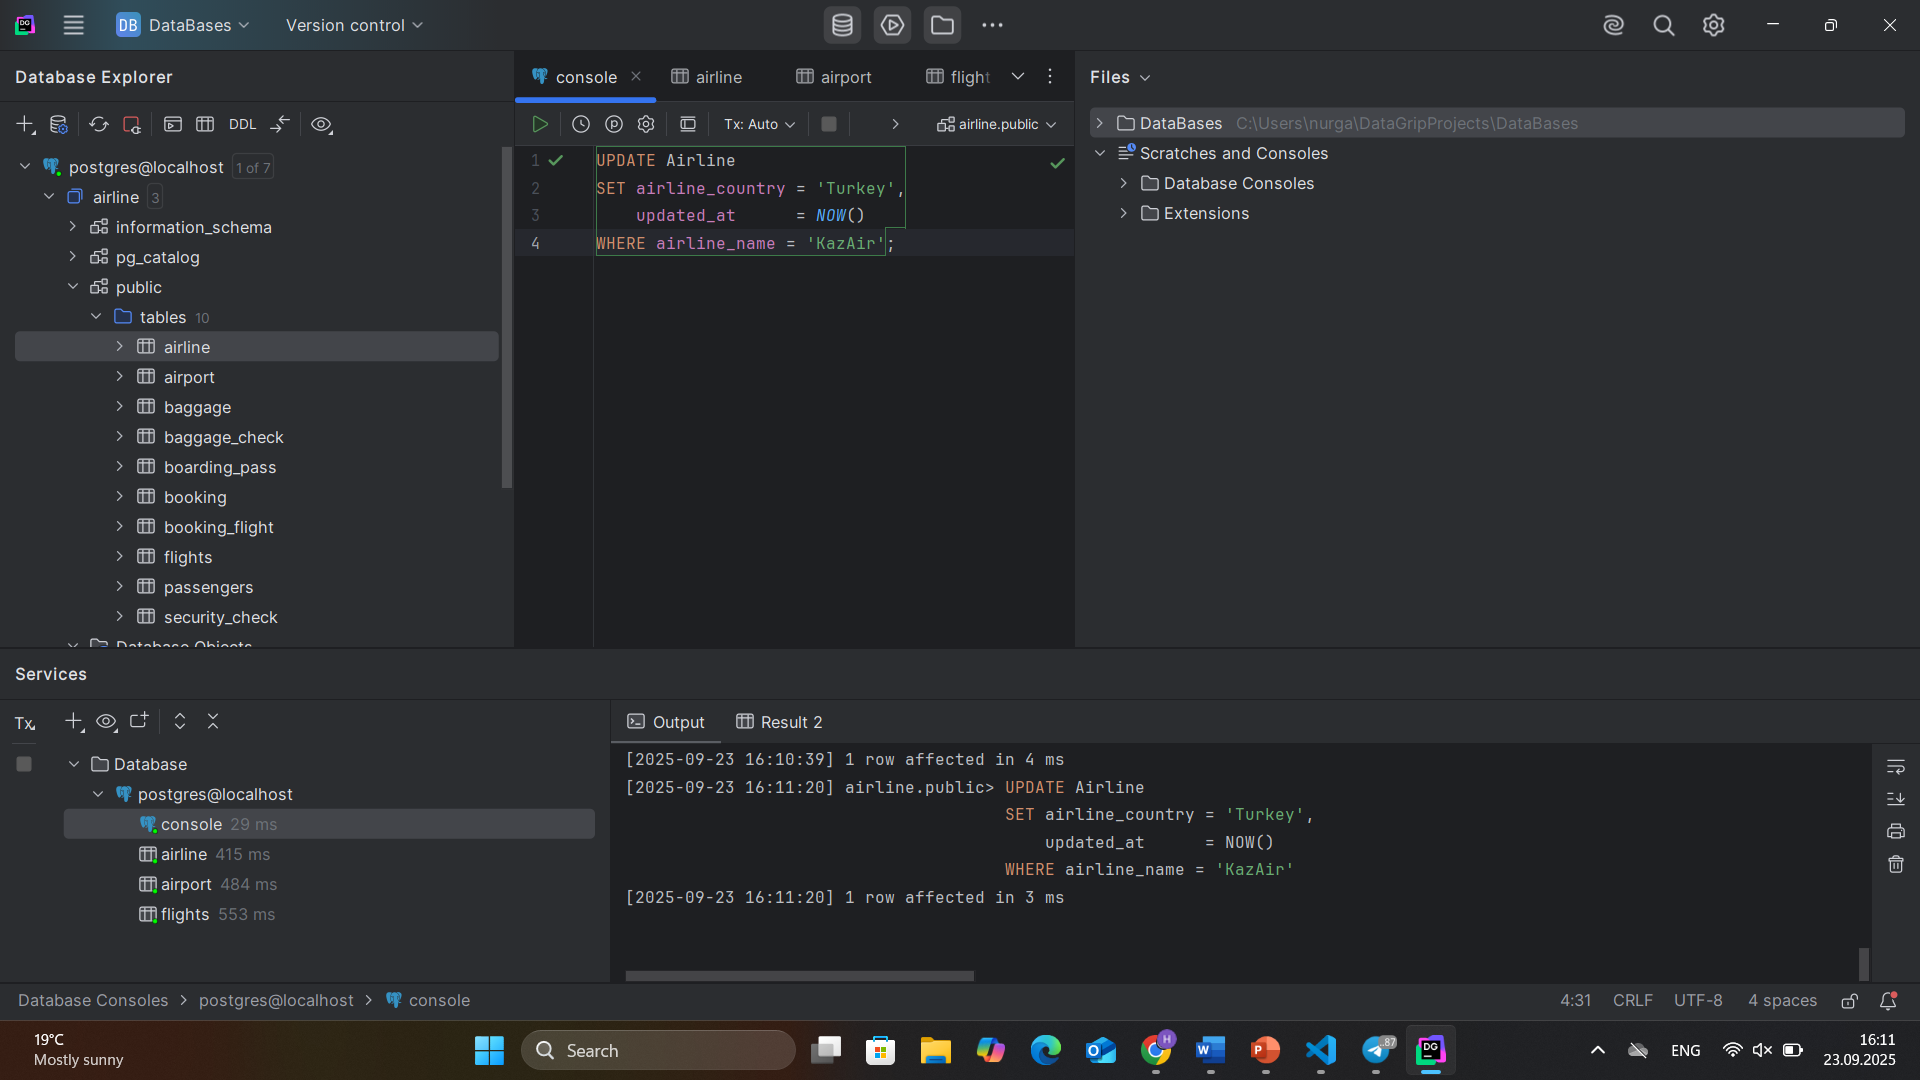 DB DataBases
Version control
Database Explorer
DDL
postgres@localhost 1 of 7
airline 3
information_schema
pg_catalog
public
tables 10
airline
airport
baggage
baggage_check
boarding_pass
booking
booking_flight
flights
passengers
security_check
Database Objects
console
airline
airport
flight
Tx: Auto
airline.public
1 UPDATE Airline
2 SET airline_country = 'Turkey',
3 updated_at = NOW()
4 WHERE airline_name = 'KazAir';
Files
DataBases C:\Users\nurga\DataGripProjects\DataBases
Scratches and Consoles
Database Consoles
Extensions
Services
Tx
Database
postgres@localhost
console 29 ms
airline 415 ms
airport 484 ms
flights 553 ms
Output
Result 2
[2025-09-23 16:10:39] 1 row affected in 4 ms
[2025-09-23 16:11:20] airline.public> UPDATE Airline
SET airline_country = 'Turkey',
updated_at = NOW()
WHERE airline_name = 'KazAir'
[2025-09-23 16:11:20] 1 row affected in 3 ms
Database Consoles > postgres@localhost > console
4:31 CRLF UTF-8 4 spaces
19°C
Mostly sunny
Search
ENG
16:11
23.09.2025